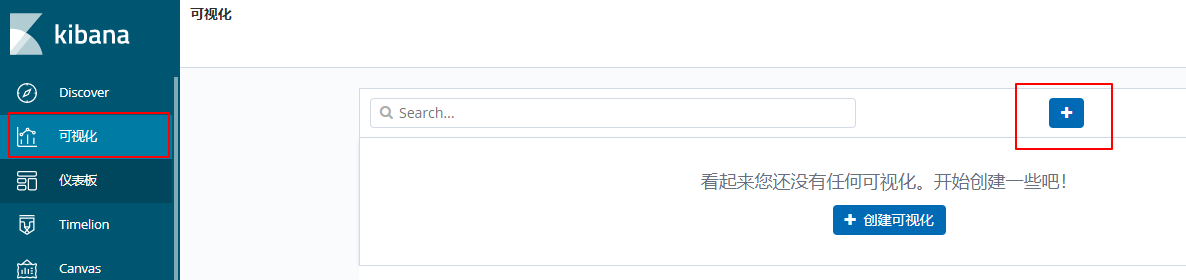 kibana
Discover
可视化
仪表板
Timelion
Canvas
可视化
Search...
看起来您还没有任何可视化。开始创建一些吧！
+ 创建可视化